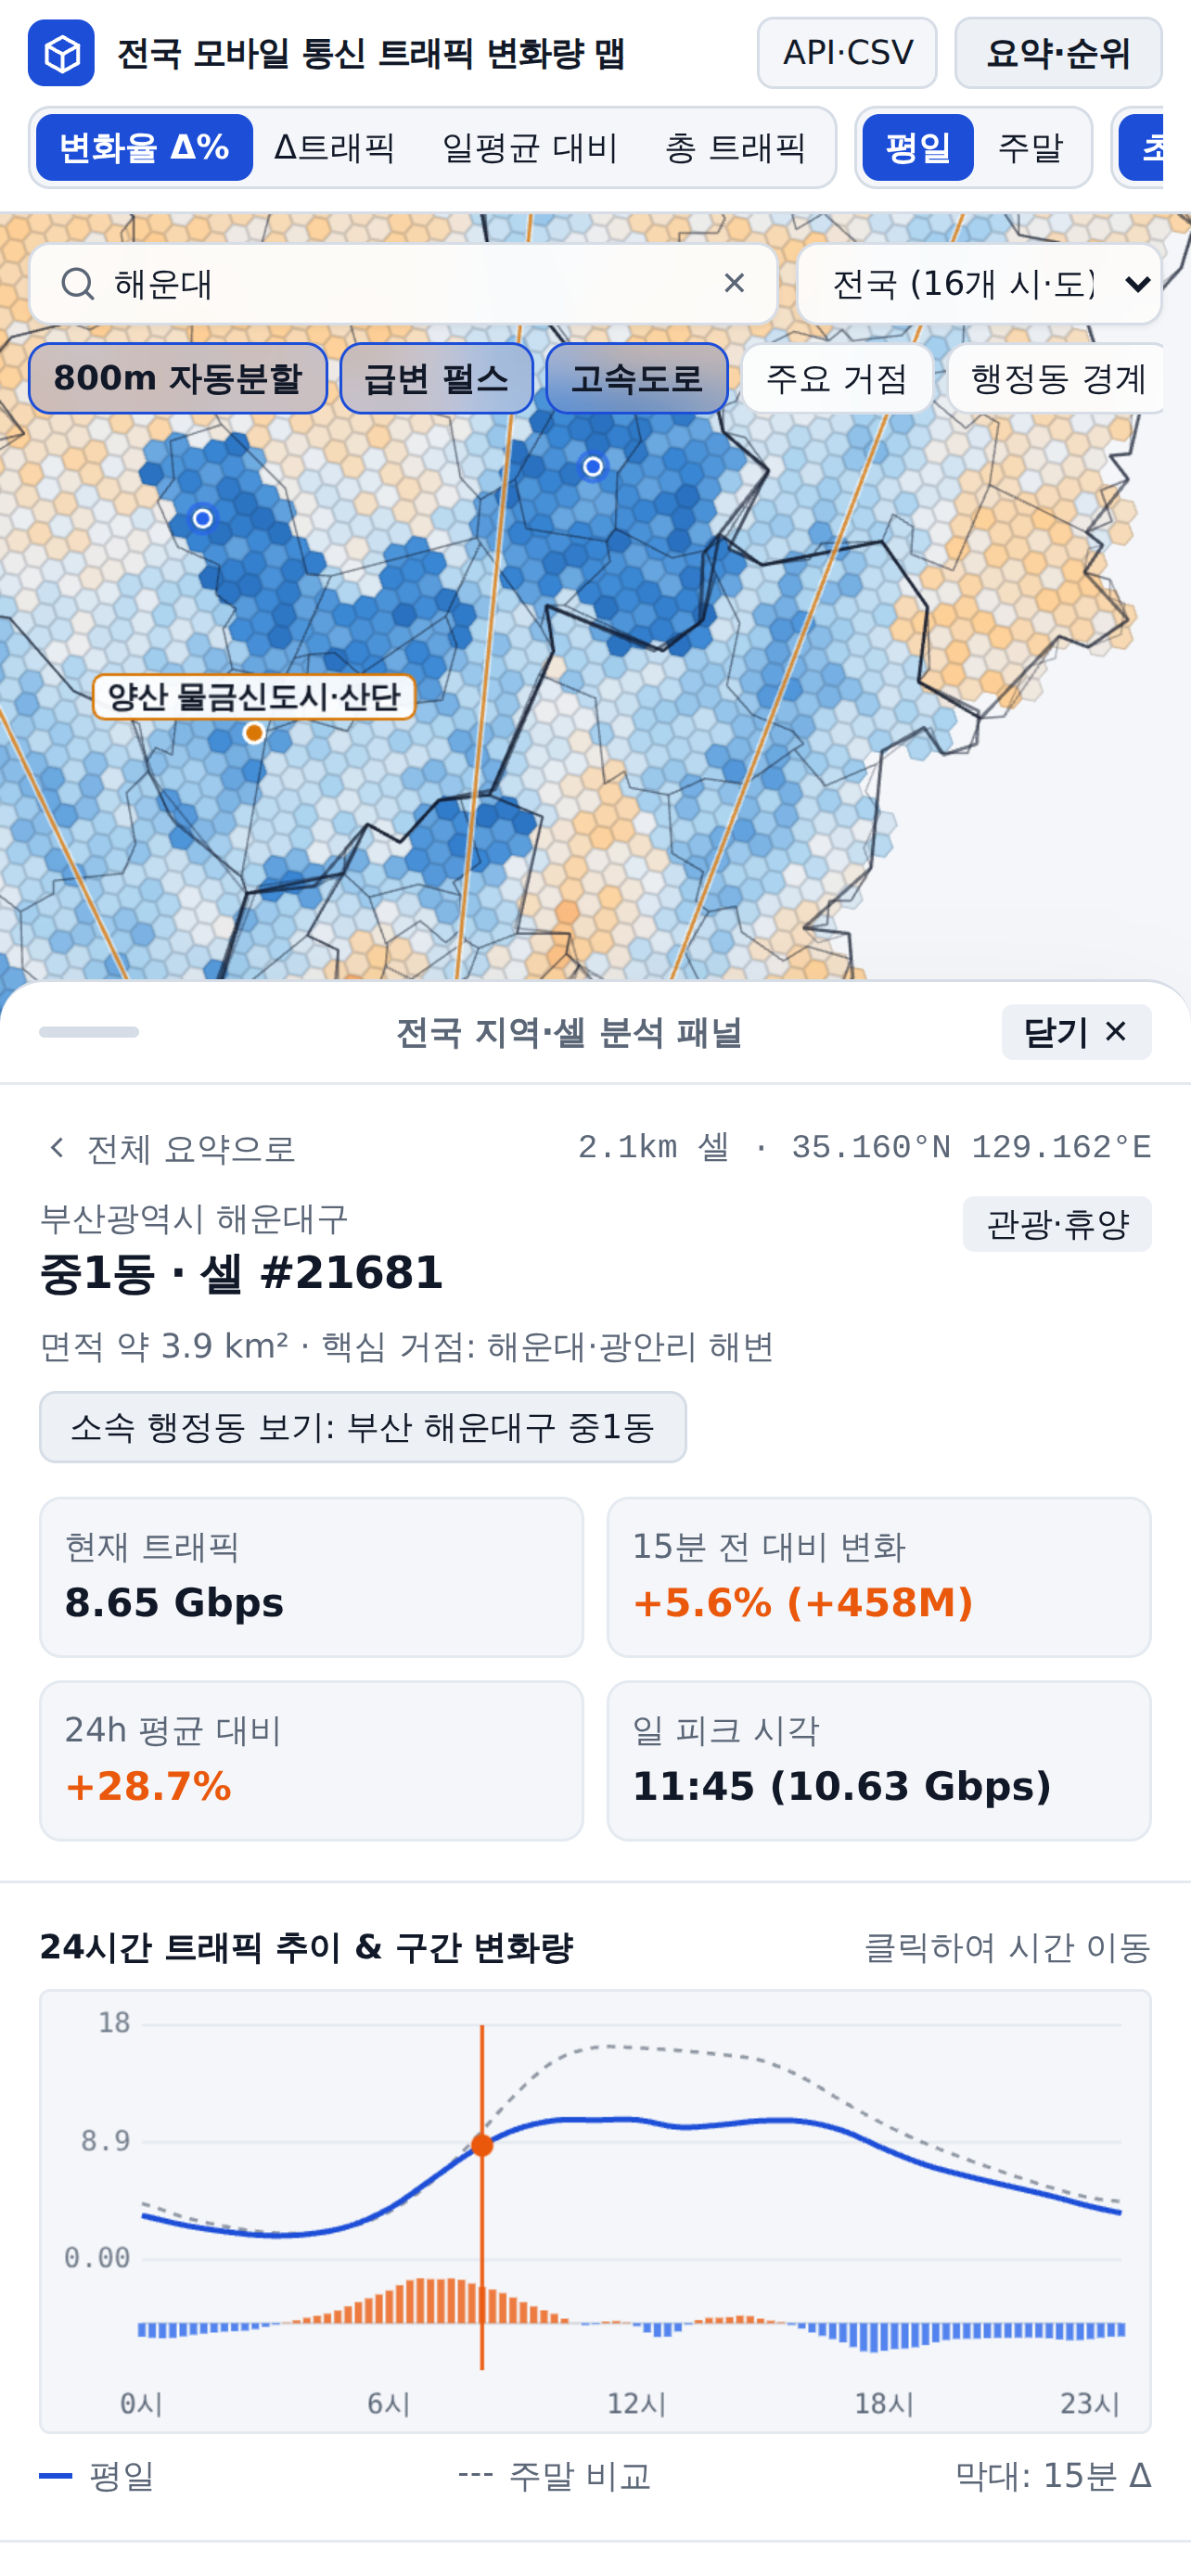 전국 모바일 통신 트래픽 변화량 맵
API·CSV
요약·순위
변화율 Δ% Δ트래픽 일평균 대비 총 트래픽
평일 주말
해운대 ✕
전국 (16개 시·도)
800m 자동분할 급변 펄스 고속도로 주요 거점 행정동 경계
양산 물금신도시·산단
전국 지역·셀 분석 패널
닫기 ✕
‹ 전체 요약으로
2.1km 셀 · 35.160°N 129.162°E
부산광역시 해운대구
관광·휴양
중1동 · 셀 #21681
면적 약 3.9 km² · 핵심 거점: 해운대·광안리 해변
소속 행정동 보기: 부산 해운대구 중1동
현재 트래픽
8.65 Gbps
15분 전 대비 변화
+5.6% (+458M)
24h 평균 대비
+28.7%
일 피크 시각
11:45 (10.63 Gbps)
24시간 트래픽 추이 & 구간 변화량
클릭하여 시간 이동
18
8.9
0.00
0시 6시 12시 18시 23시
평일
주말 비교
막대: 15분 Δ